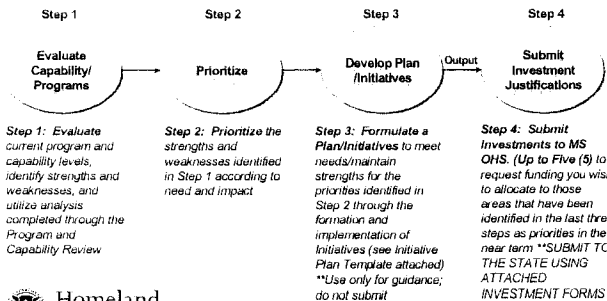 Step 1
Step 2
Step 3
Step 4
Evaluate
Capability/
Programs
Prioritize
Develop Plan
/Initiatives
Output
Submit
Investment
Justifications
Step 1: Evaluate
current program and
capability levels,
identify strengths and
weaknesses, and
utilize analysis
completed through the
Program and
Capability Review
Step 2: Prioritize the
strengths and
weaknesses identified
in Step 1 according to
need and impact
Step 3: Formulate a
Plan/Initiatives to meet
needs/maintain
strengths for the
priorities identified in
Step 2 through the
formation and
implementation of
Initiatives (see Initiative
Plan Template attached)
**Use only for guidance;
do not submit
Step 4: Submit
Investments to MS
OHS. (Up to Five (5) to
request funding you wis
to allocate to those
areas that have been
identified in the last thre
steps as priorities in the
near term **SUBMIT TO
THE STATE USING
ATTACHED
INVESTMENT FORMS
Homeland